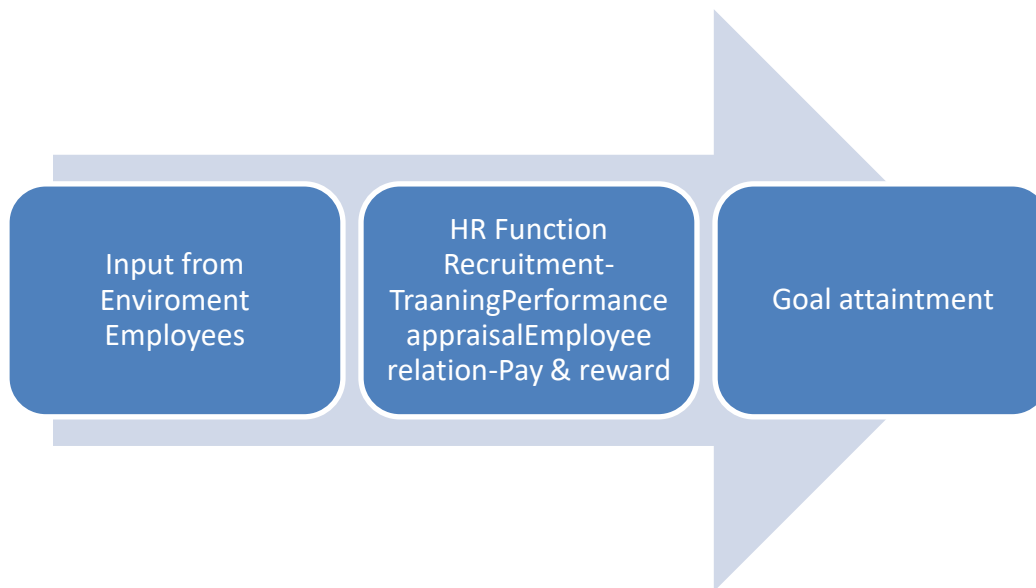 Input from
Enviroment
Employees
HR Function
Recruitment-
TraaningPerformance
appraisalEmployee
relation-Pay & reward
Goal attaintment